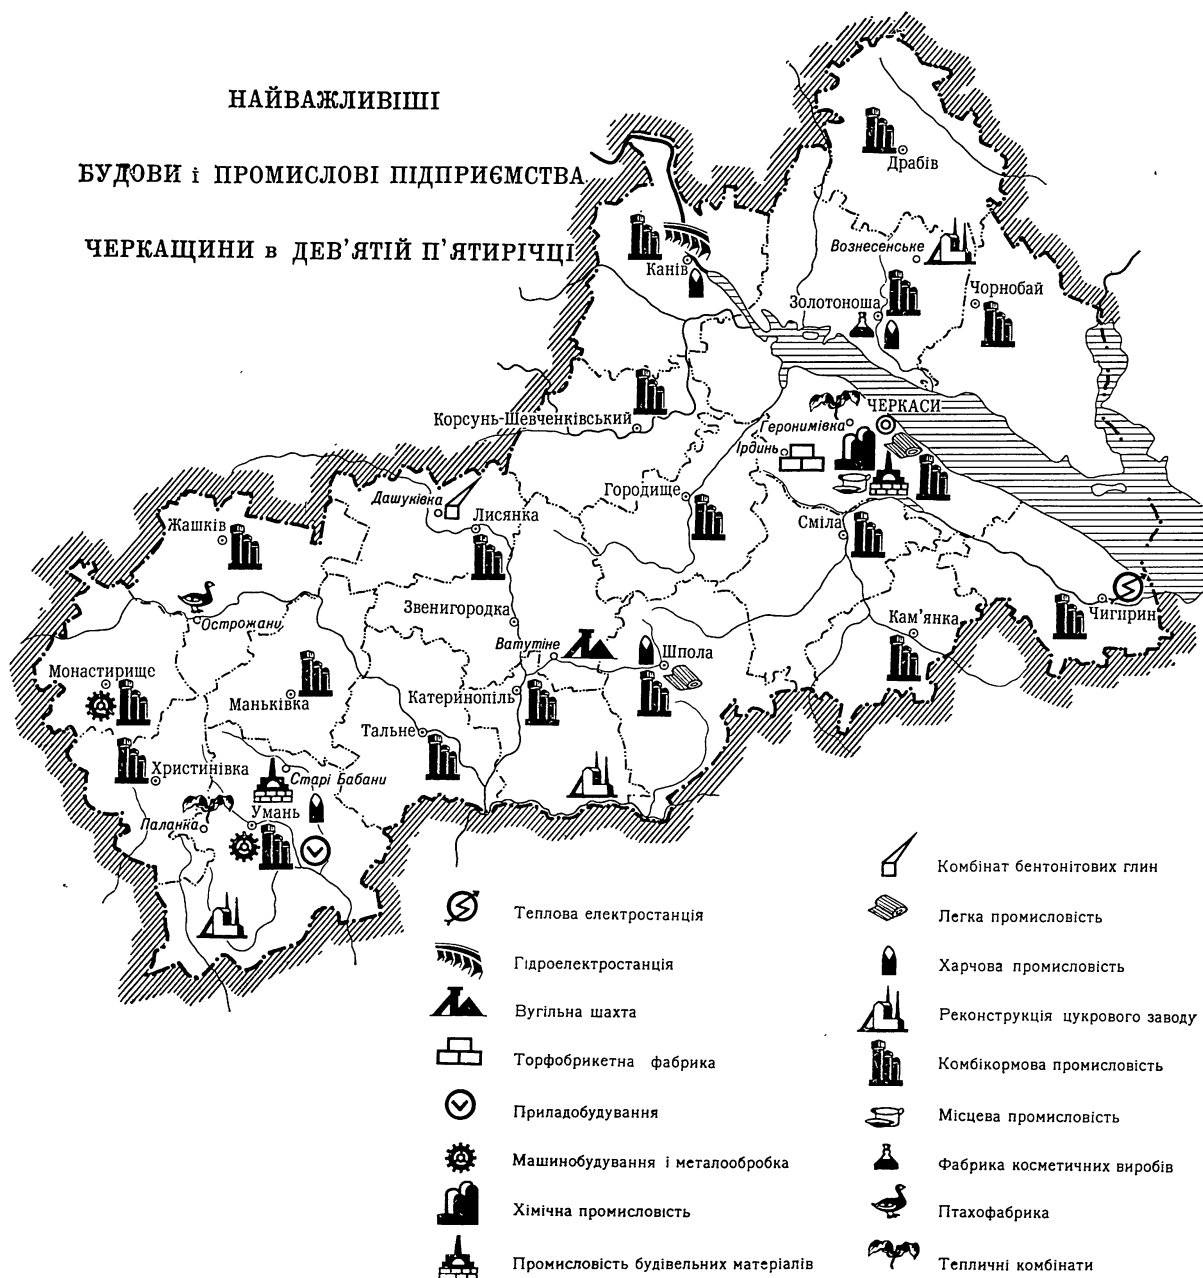 НАЙВАЖЛИВІШІ
БУДОВИ і ПРОМИСЛОВІ ПІДПРИЄМСТВА
ЧЕРКАЩИНИ в ДЕВ'ЯТІЙ П'ЯТИРІЧЦІ
Драбів
Вознесенське
Канів
Чорнобай
Золотоноша
ЧЕРКАСИ
Корсунь-Шевченківський
Геронимівка
Ірдинь
Городище
Дашуківка
Лисянка
Сміла
Жашків
Звенигородка
Чигирин
Острожани
Кам'янка
Ватутіне
Шпола
Монастирище
Маньківка
Катеринопіль
Тальне
Христинівка
Старі Бабани
Умань
Паланка
Теплова електростанція
Гідроелектростанція
Вугільна шахта
Торфобрикетна фабрика
Приладобудування
Машинобудування і металообробка
Хімічна промисловість
Промисловість будівельних матеріалів
Комбінат бентонітових глин
Легка промисловість
Харчова промисловість
Реконструкція цукрового заводу
Комбікормова промисловість
Місцева промисловість
Фабрика косметичних виробів
Птахофабрика
Тепличні комбінати